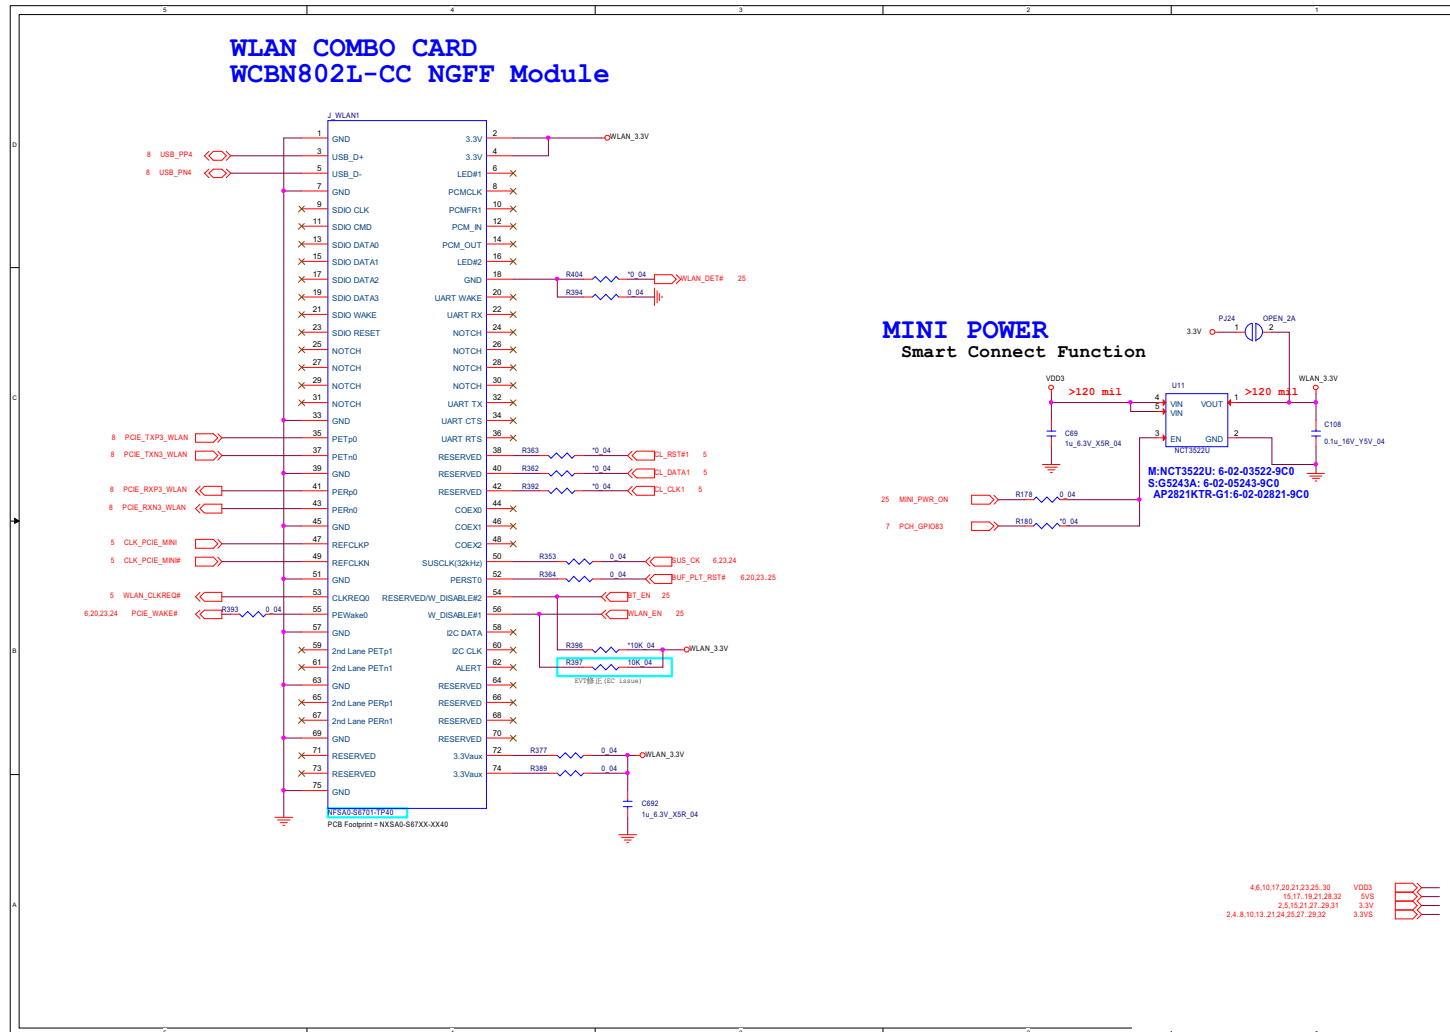 5 4 3 2 1
WLAN COMBO CARD
WCBN802L-CC NGFF Module
D
C
B
A
J_WLAN1
1 GND 3.3V 2 WLAN_3.3V
8 USB_PP4 3 USB_D+ 3.3V 4
8 USB_PN4 5 USB_D- LED#1 6
7 GND PCMCLK 8
9 SDIO CLK PCMFR1 10
11 SDIO CMD PCM_IN 12
13 SDIO DATA0 PCM_OUT 14
15 SDIO DATA1 LED#2 16
17 SDIO DATA2 GND 18 R404 *0_04 WLAN_DET# 25
19 SDIO DATA3 UART WAKE 20 R394 0_04
21 SDIO WAKE UART RX 22
23 SDIO RESET NOTCH 24
25 NOTCH NOTCH 26
27 NOTCH NOTCH 28
29 NOTCH NOTCH 30
31 NOTCH UART TX 32
33 GND UART CTS 34
8 PCIE_TXP3_WLAN 35 PETp0 UART RTS 36
8 PCIE_TXN3_WLAN 37 PETn0 RESERVED 38 R363 *0_04 CL_RST#1 5
39 GND RESERVED 40 R362 *0_04 CL_DATA1 5
8 PCIE_RXP3_WLAN 41 PERp0 RESERVED 42 R392 *0_04 CL_CLK1 5
8 PCIE_RXN3_WLAN 43 PERn0 COEX0 44
45 GND COEX1 46
5 CLK_PCIE_MINI 47 REFCLKP COEX2 48
5 CLK_PCIE_MINI# 49 REFCLKN SUSCLK(32kHz) 50 R353 0_04 SUS_CK 6,23,24
51 GND PERST0 52 R364 0_04 BUF_PLT_RST# 6,20,23..25
5 WLAN_CLKREQ# 53 CLKREQ0 RESERVED/W_DISABLE#2 54 BT_EN 25
6,20,23,24 PCIE_WAKE# R393 0_04 55 PEWake0 W_DISABLE#1 56 WLAN_EN 25
57 GND I2C DATA 58
59 2nd Lane PETp1 I2C CLK 60 R396 *10K_04 WLAN_3.3V
61 2nd Lane PETn1 ALERT 62 R397 10K_04
63 GND RESERVED 64
EVT修正(EC issue)
65 2nd Lane PERp1 RESERVED 66
67 2nd Lane PERn1 RESERVED 68
69 GND RESERVED 70
71 RESERVED 3.3Vaux 72 R377 0_04 WLAN_3.3V
73 RESERVED 3.3Vaux 74 R389 0_04
75 GND
C692
1u_6.3V_X5R_04
NFSA0-S6701-TP40
PCB Footprint = NXSA0-S67XX-XX40
MINI POWER
Smart Connect Function
PJ24 OPEN_2A
3.3V 1 2
VDD3 U11 WLAN_3.3V
>120 mil >120 mil
4 VIN VOUT 1
5 VIN
3 EN GND 2
NCT3522U
C69
1u_6.3V_X5R_04
C108
0.1u_16V_Y5V_04
M:NCT3522U: 6-02-03522-9C0
S:G5243A: 6-02-05243-9C0
AP2821KTR-G1:6-02-02821-9C0
25 MINI_PWR_ON R178 0_04
7 PCH_GPIO83 R180 *0_04
4,6,10,17,20,21,23,25..30 VDD3
15,17..19,21,28,32 5VS
2,5,15,21,27..29,31 3.3V
2,4..8,10,13..21,24,25,27..29,32 3.3VS